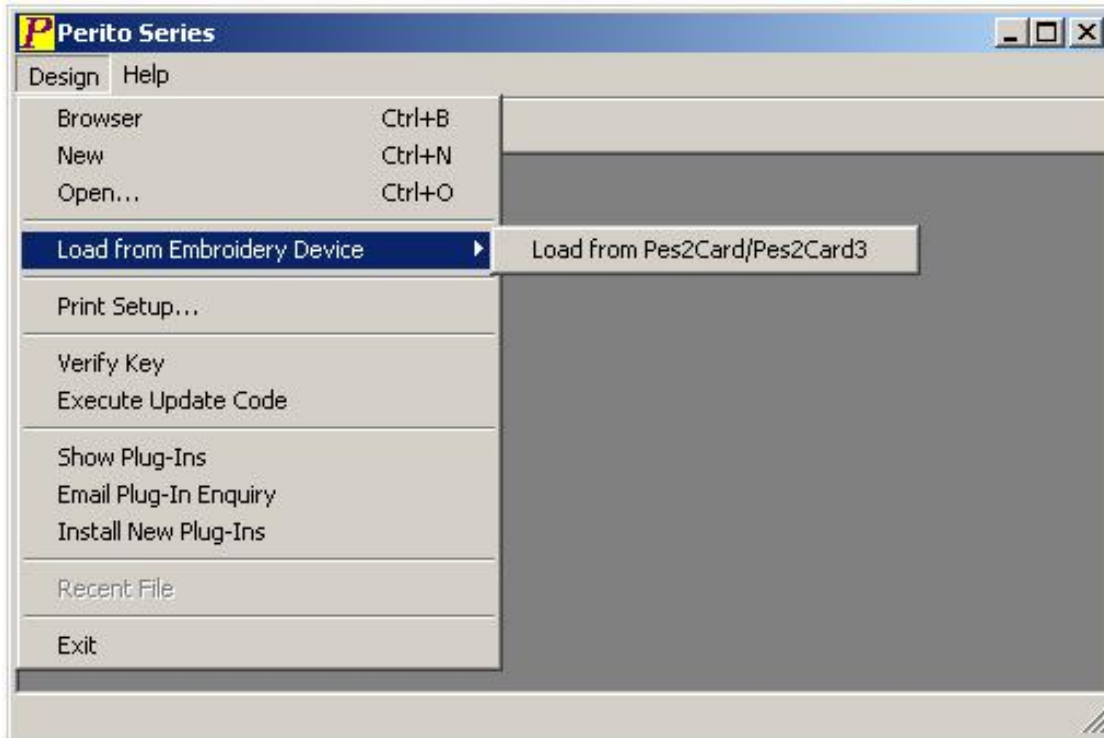 P Perito Series
Design Help
Browser Ctrl+B
New Ctrl+N
Open... Ctrl+O
Load from Embroidery Device Load from Pes2Card/Pes2Card3
Print Setup...
Verify Key
Execute Update Code
Show Plug-Ins
Email Plug-In Enquiry
Install New Plug-Ins
Recent File
Exit